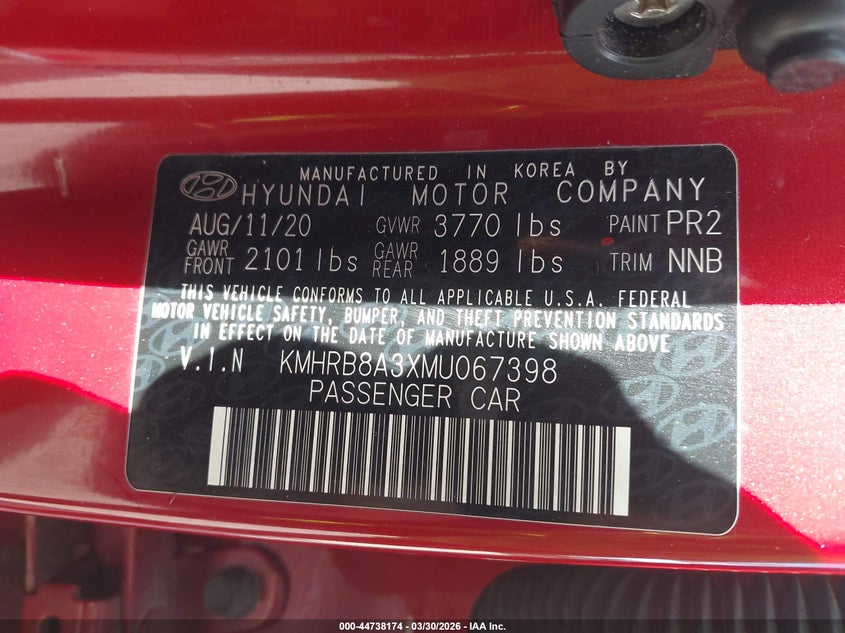 MANUFACTURED IN KOREA BY
HYUNDAI MOTOR COMPANY
AUG/11/20 GVWR 3770 lbs PAINT PR2
GAWR FRONT 2101 lbs GAWR REAR 1889 lbs TRIM NNB
THIS VEHICLE CONFORMS TO ALL APPLICABLE U.S.A. FEDERAL
MOTOR VEHICLE SAFETY, BUMPER, AND THEFT PREVENTION STANDARDS
IN EFFECT ON THE DATE OF MANUFACTURE SHOWN ABOVE
V.I.N KMHRB8A3XMU067398
PASSENGER CAR
000-44738174 — 03/30/2026 — IAA Inc.